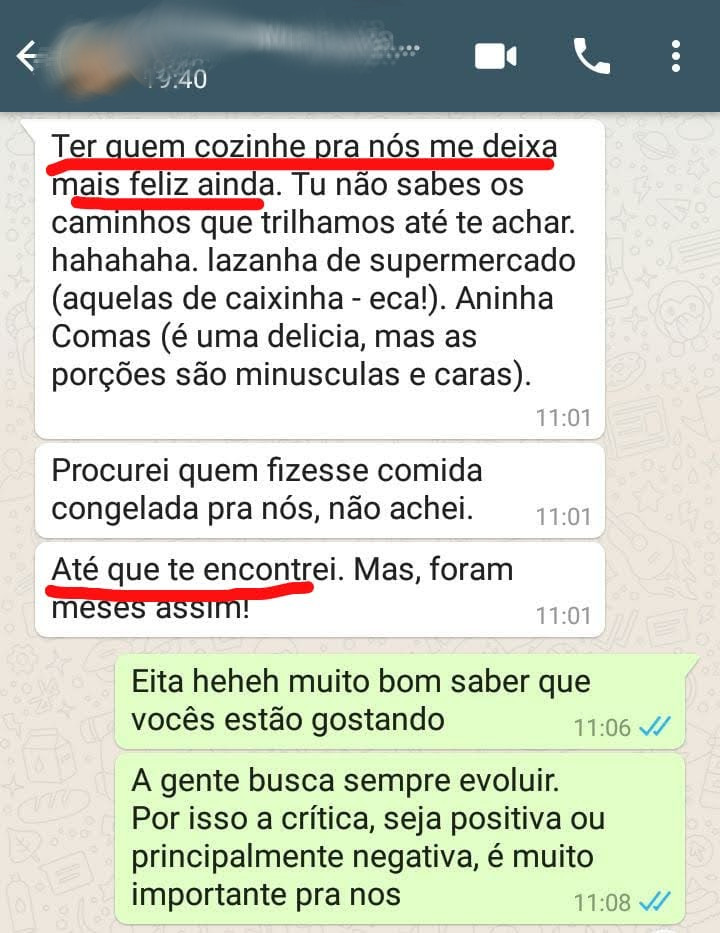 19:40
Ter quem cozinhe pra nós me deixa
mais feliz ainda. Tu não sabes os
caminhos que trilhamos até te achar.
hahahaha. lazanha de supermercado
(aquelas de caixinha - eca!). Aninha
Comas (é uma delicia, mas as
porções são minusculas e caras).
11:01
Procurei quem fizesse comida
congelada pra nós, não achei.
11:01
Até que te encontrei. Mas, foram
meses assim!
11:01
Eita heheh muito bom saber que
vocês estão gostando
11:06
A gente busca sempre evoluir.
Por isso a crítica, seja positiva ou
principalmente negativa, é muito
importante pra nos
11:08